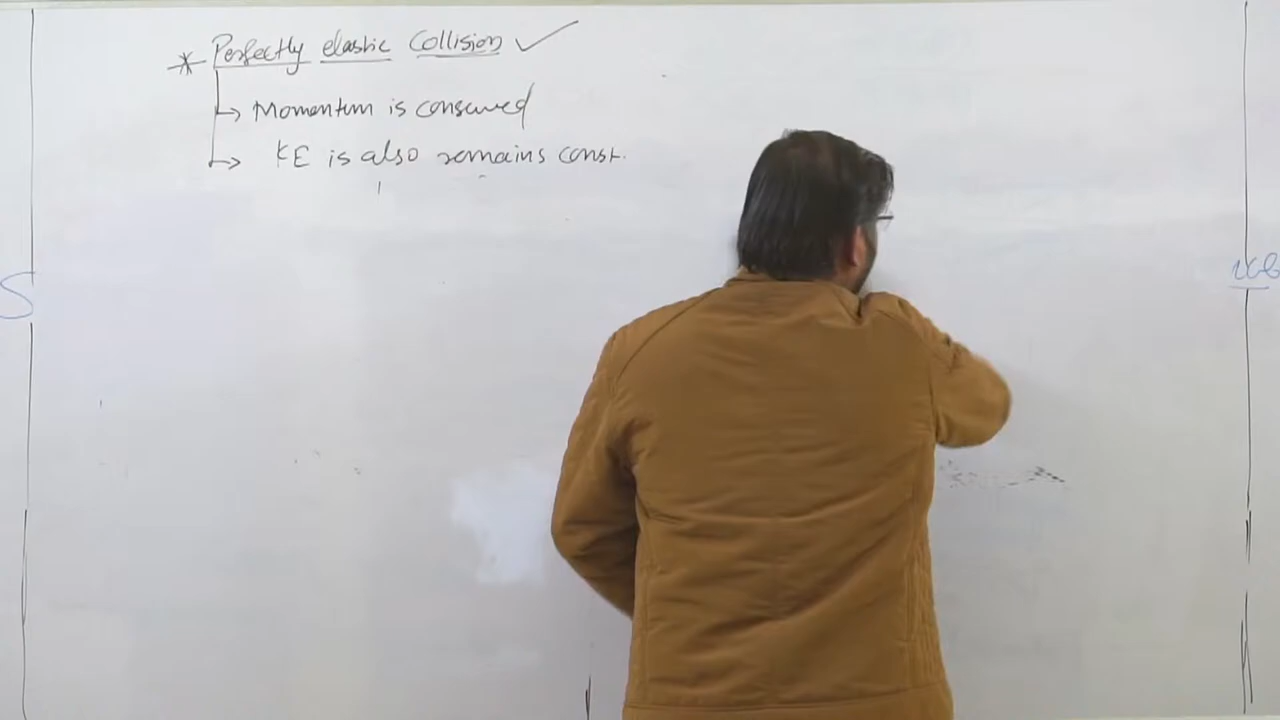 * Perfectly elastic Collision ✓
→ Momentum is conserved
→ KE is also remains const.
S